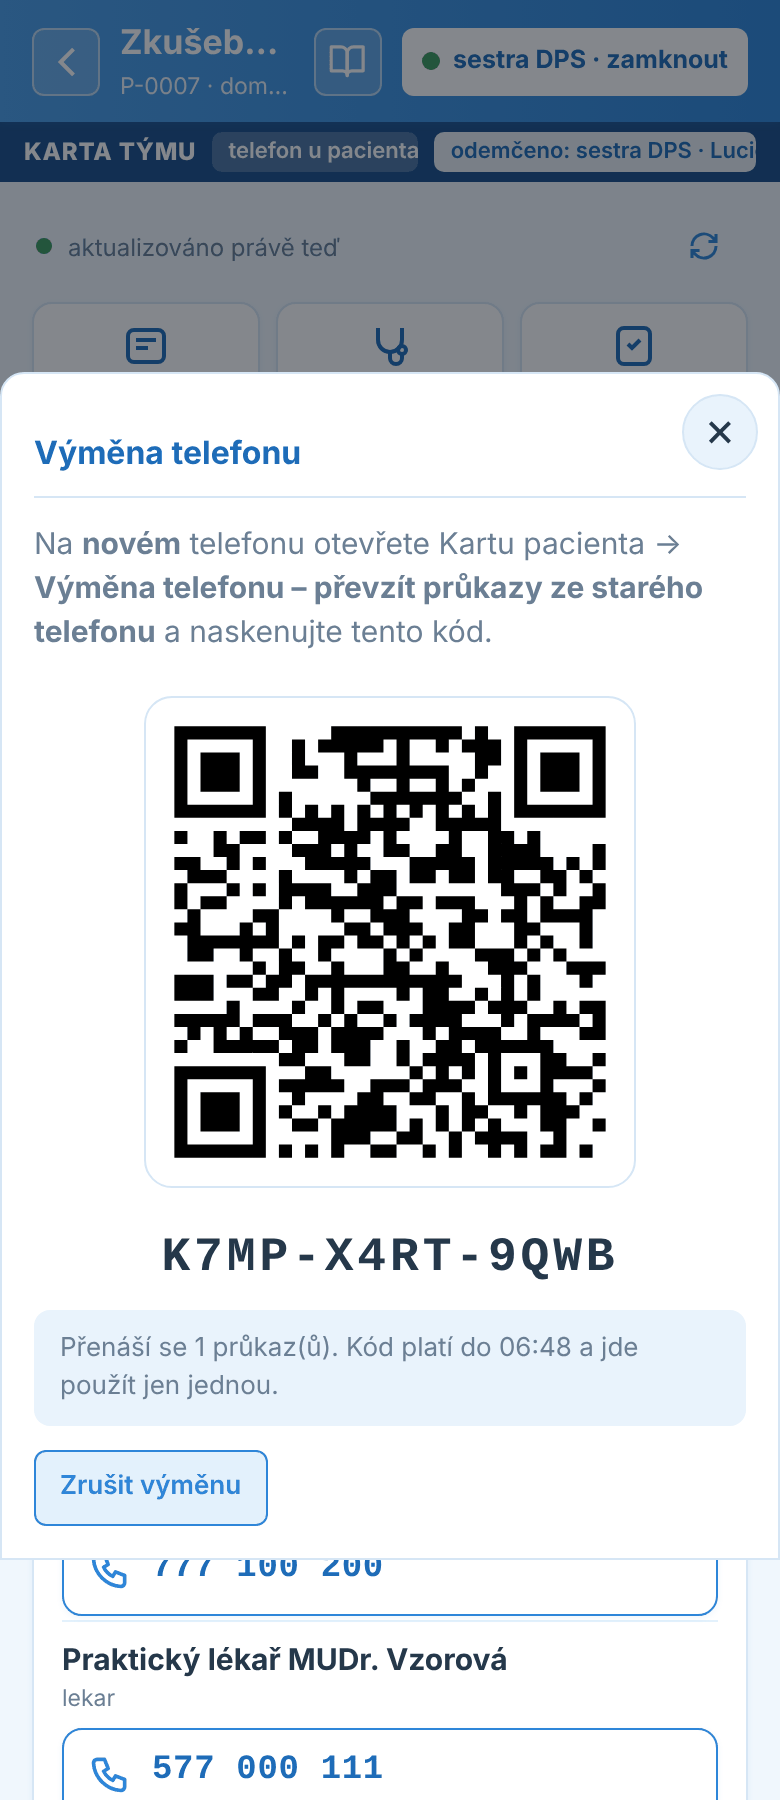 Zkušeb…
P-0007 · dom…
sestra DPS · zamknout
KARTA TÝMU
telefon u pacienta
odemčeno: sestra DPS · Luci
aktualizováno právě teď
Výměna telefonu
Na novém telefonu otevřete Kartu pacienta →
Výměna telefonu – převzít průkazy ze starého
telefonu a naskenujte tento kód.
K7MP-X4RT-9QWB
Přenáší se 1 průkaz(ů). Kód platí do 06:48 a jde
použít jen jednou.
Zrušit výměnu
777 100 200
Praktický lékař MUDr. Vzorová
lekar
577 000 111